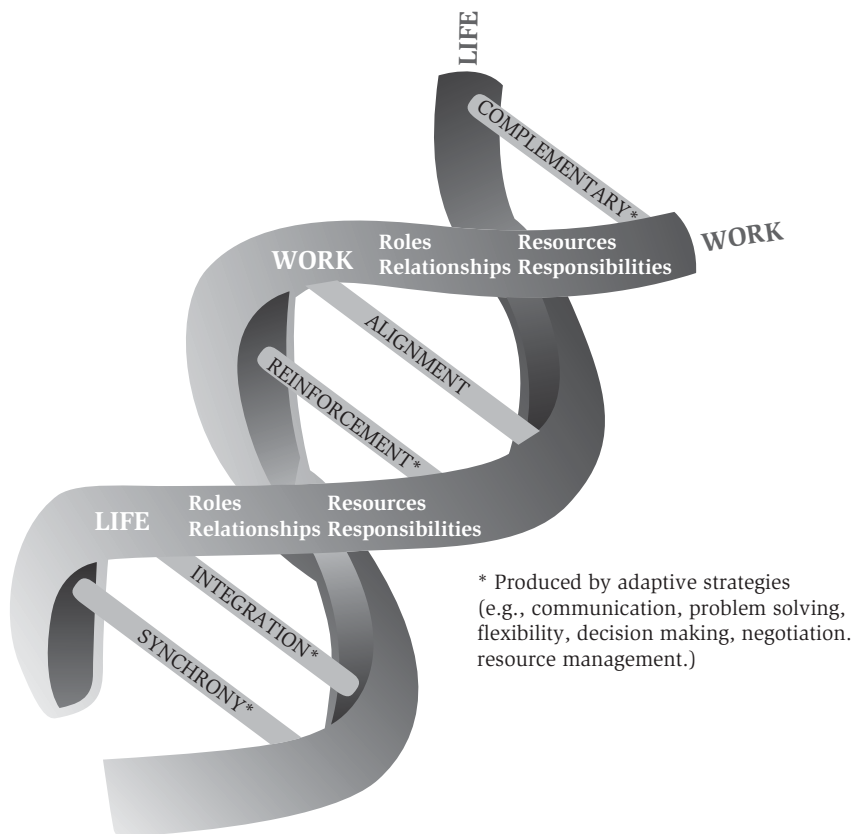 LIFE
COMPLEMENTARY*
WORK
WORK
Roles Resources
Relationships Responsibilities
ALIGNMENT
REINFORCEMENT*
LIFE
Roles Resources
Relationships Responsibilities
INTEGRATION*
SYNCHRONY*
* Produced by adaptive strategies
(e.g., communication, problem solving,
flexibility, decision making, negotiation.
resource management.)